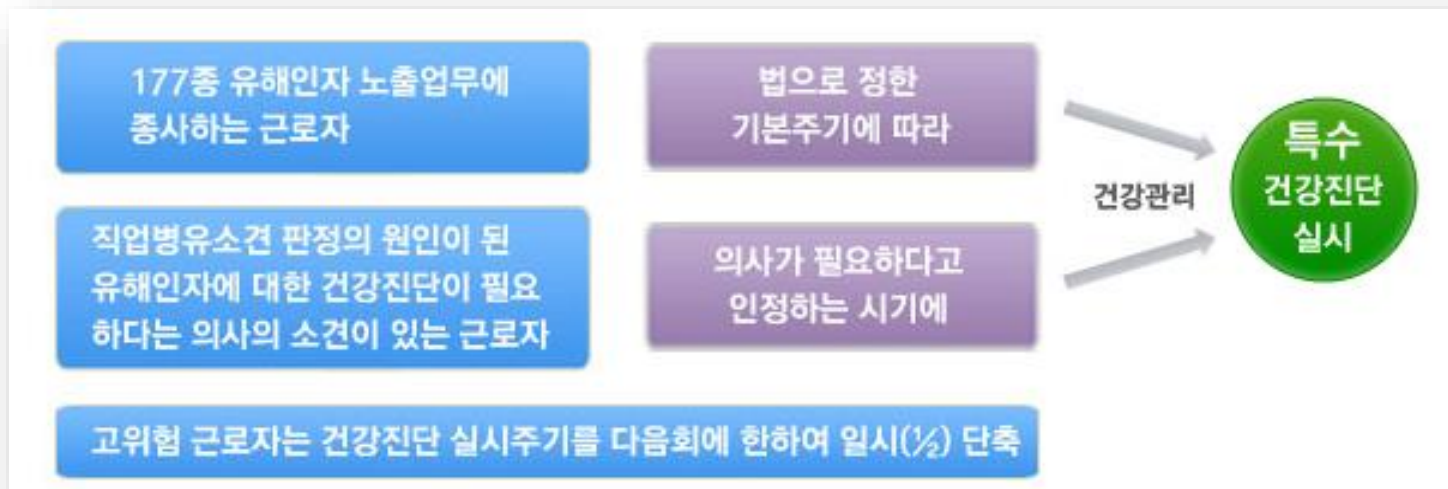 177종 유해인자 노출업무에
종사하는 근로자
법으로 정한
기본주기에 따라
직업병유소견 판정의 원인이 된
유해인자에 대한 건강진단이 필요
하다는 의사의 소견이 있는 근로자
의사가 필요하다고
인정하는 시기에
건강관리
특수
건강진단
실시
고위험 근로자는 건강진단 실시주기를 다음회에 한하여 일시(½) 단축